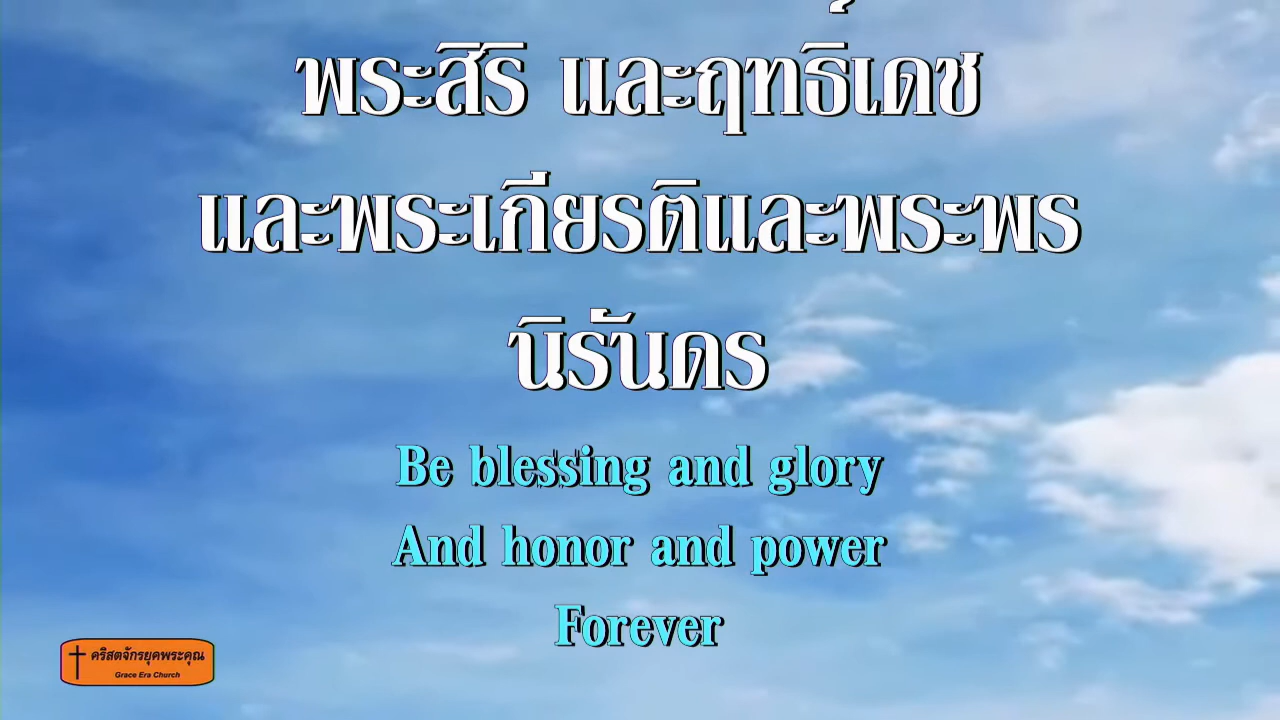 พระสิริ และฤทธิ์เดช
และพระเกียรติและพระพร
นิรันดร
Be blessing and glory
And honor and power
Forever
คริสตจักรยุคพระคุณ
Grace Era Church